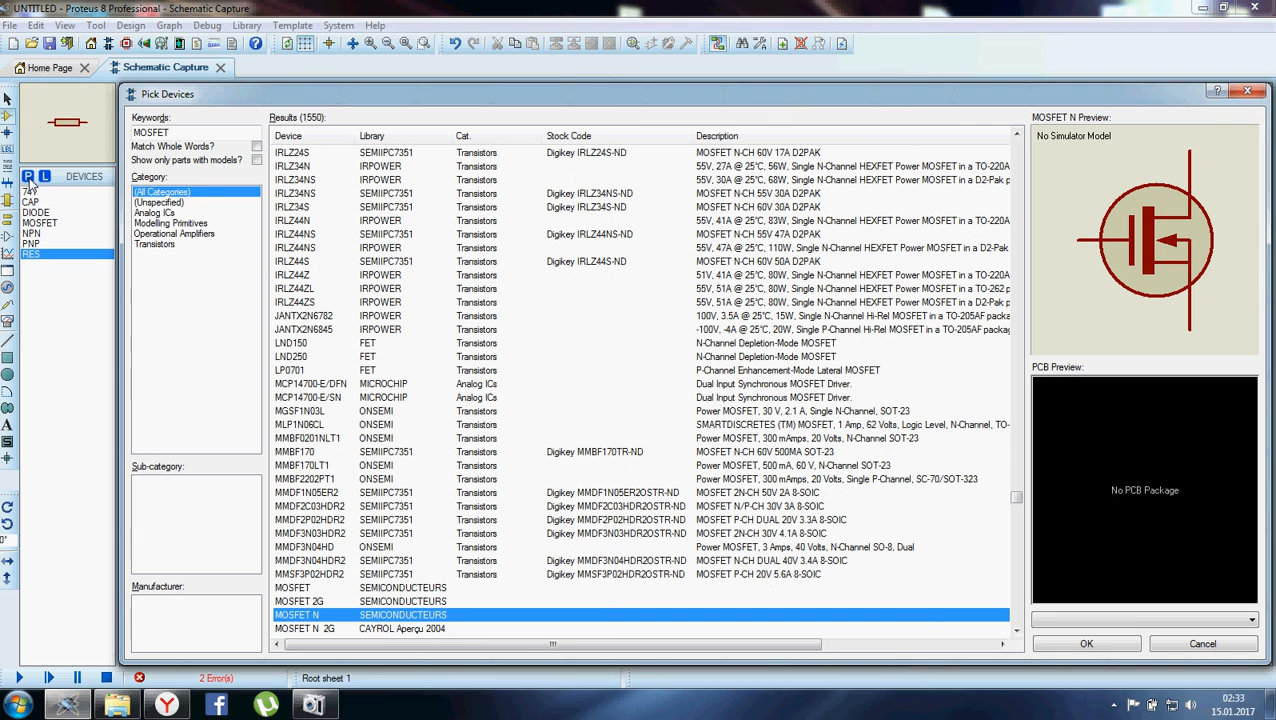 UNTITLED - Proteus 8 Professional - Schematic Capture
File Edit View Tool Design Graph Debug Library Template System Help
Home Page Schematic Capture
Pick Devices
Keywords: Results (1550): MOSFET N Preview:
MOSFET Device Library Cat. Stock Code Description No Simulator Model
Match Whole Words?
Show only parts with models?
Category:
(All Categories)
(Unspecified)
Analog ICs
Modelling Primitives
Operational Amplifiers
Transistors
Sub-category:
Manufacturer:
P L DEVICES
CAP
DIODE
MOSFET
NPN
PNP
RES
IRLZ24S SEMIIPC7351 Transistors Digikey IRLZ24S-ND MOSFET N-CH 60V 17A D2PAK
IRLZ34N IRPOWER Transistors 55V, 27A @ 25°C, 56W, Single N-Channel HEXFET Power MOSFET in a TO-220A
IRLZ34NS IRPOWER Transistors 55V, 27A @ 25°C, 68W, Single N-Channel HEXFET Power MOSFET in a D2-Pak p
IRLZ34NS SEMIIPC7351 Transistors Digikey IRLZ34NS-ND MOSFET N-CH 55V 30A D2PAK
IRLZ34S SEMIIPC7351 Transistors Digikey IRLZ34S-ND MOSFET N-CH 60V 30A D2PAK
IRLZ44N IRPOWER Transistors 55V, 41A @ 25°C, 83W, Single N-Channel HEXFET Power MOSFET in a TO-220A
IRLZ44NS SEMIIPC7351 Transistors Digikey IRLZ44NS-ND MOSFET N-CH 55V 47A D2PAK
IRLZ44NS IRPOWER Transistors 55V, 47A @ 25°C, 110W, Single N-Channel HEXFET Power MOSFET in a D2-Pak
IRLZ44S SEMIIPC7351 Transistors Digikey IRLZ44S-ND MOSFET N-CH 60V 50A D2PAK
IRLZ44Z IRPOWER Transistors 51V, 41A @ 25°C, 80W, Single N-Channel HEXFET Power MOSFET in a TO-220A
IRLZ44ZL IRPOWER Transistors 55V, 51A @ 25°C, 80W, Single N-Channel HEXFET Power MOSFET in a TO-262 p
IRLZ44ZS IRPOWER Transistors 55V, 51A @ 25°C, 80W, Single N-Channel HEXFET Power MOSFET in a D2-Pak p
JANTX2N6782 IRPOWER Transistors 100V, 3.5A @ 25°C, 15W, Single N-Channel Hi-Rel MOSFET in a TO-205AF packag
JANTX2N6845 IRPOWER Transistors -100V, -4A @ 25°C, 20W, Single P-Channel Hi-Rel MOSFET in a TO-205AF packag
LND150 FET Transistors N-Channel Depletion-Mode MOSFET
LND250 FET Transistors N-Channel Depletion-Mode MOSFET
LP0701 FET Transistors P-Channel Enhancement-Mode Lateral MOSFET
MCP14700-E/DFN MICROCHIP Analog ICs Dual Input Synchronous MOSFET Driver.
MCP14700-E/SN MICROCHIP Analog ICs Dual Input Synchronous MOSFET Driver.
MGSF1N03L ONSEMI Transistors Power MOSFET, 30 V, 2.1 A, Single N-Channel, SOT-23
MLP1N06CL ONSEMI Transistors SMARTDISCRETES (TM) MOSFET, 1 Amp, 62 Volts, Logic Level, N-Channel, TO-
MMBF0201NLT1 ONSEMI Transistors Power MOSFET, 300 mAmps, 20 Volts, N-Channel SOT-23
MMBF170 SEMIIPC7351 Transistors Digikey MMBF170TR-ND MOSFET N-CH 60V 500MA SOT-23
MMBF170LT1 ONSEMI Transistors Power MOSFET, 500 mA, 60 V, N-Channel SOT-23
MMBF2202PT1 ONSEMI Transistors Power MOSFET, 300 mAmps, 20 Volts, Single P-Channel, SC-70/SOT-323
MMDF1N05ER2 SEMIIPC7351 Transistors Digikey MMDF1N05ER2OSTR-ND MOSFET 2N-CH 50V 2A 8-SOIC
MMDF2C03HDR2 SEMIIPC7351 Transistors Digikey MMDF2C03HDR2OSTR-ND MOSFET N/P-CH 30V 3A 8-SOIC
MMDF2P02HDR2 SEMIIPC7351 Transistors Digikey MMDF2P02HDR2OSTR-ND MOSFET P-CH DUAL 20V 3.3A 8-SOIC
MMDF3N03HDR2 SEMIIPC7351 Transistors Digikey MMDF3N03HDR2OSTR-ND MOSFET 2N-CH 30V 4.1A 8-SOIC
MMDF3N04HD ONSEMI Transistors Power MOSFET, 3 Amps, 40 Volts, N-Channel SO-8, Dual
MMDF3N04HDR2 SEMIIPC7351 Transistors Digikey MMDF3N04HDR2OSTR-ND MOSFET N-CH DUAL 40V 3.4A 8-SOIC
MMSF3P02HDR2 SEMIIPC7351 Transistors Digikey MMSF3P02HDR2OSTR-ND MOSFET P-CH 20V 5.6A 8-SOIC
MOSFET SEMICONDUCTEURS
MOSFET 2G SEMICONDUCTEURS
MOSFET N SEMICONDUCTEURS
MOSFET N 2G CAYROL Aperçu 2004
PCB Preview:
No PCB Package
OK Cancel
2 Error(s) Root sheet 1
02:33
15.01.2017